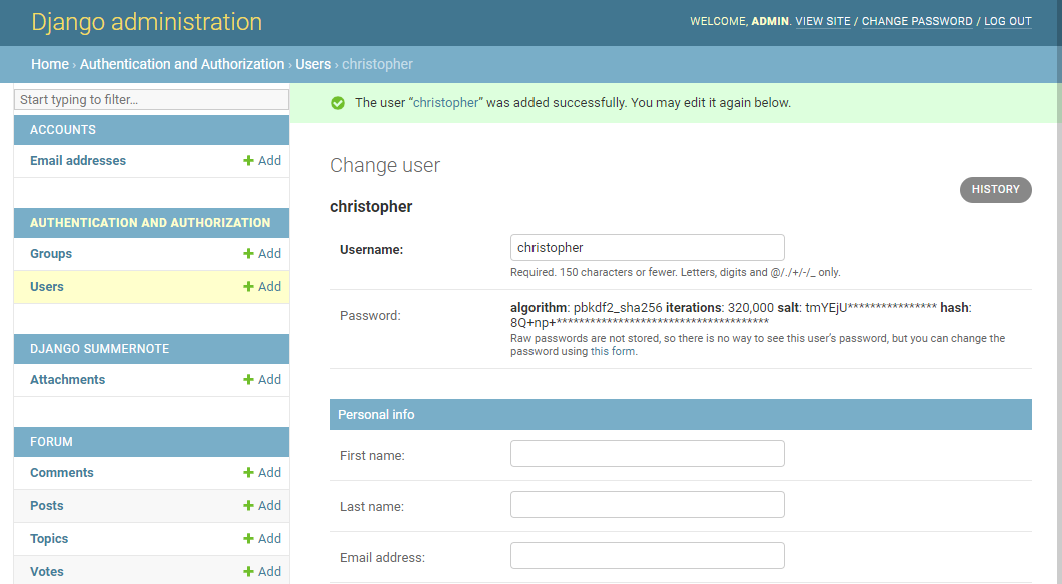 Django administration
WELCOME, ADMIN. VIEW SITE / CHANGE PASSWORD / LOG OUT
Home › Authentication and Authorization › Users › christopher
Start typing to filter...
ACCOUNTS
Email addresses + Add
AUTHENTICATION AND AUTHORIZATION
Groups + Add
Users + Add
DJANGO SUMMERNOTE
Attachments + Add
FORUM
Comments + Add
Posts + Add
Topics + Add
Votes + Add
The user “christopher” was added successfully. You may edit it again below.
Change user
HISTORY
christopher
Username: christopher
Required. 150 characters or fewer. Letters, digits and @/./+/-/_ only.
Password: algorithm: pbkdf2_sha256 iterations: 320,000 salt: tmYEjU**************** hash:
8Q+np+**************************************
Raw passwords are not stored, so there is no way to see this user’s password, but you can change the
password using this form.
Personal info
First name:
Last name:
Email address: